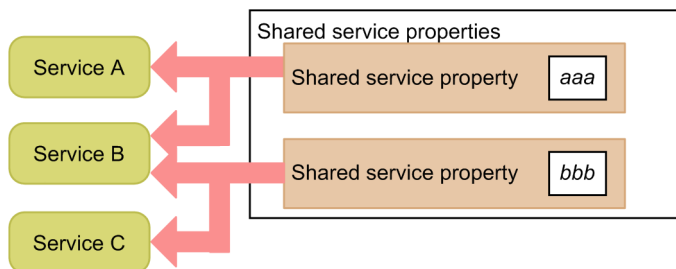 Shared service properties
Service A
Shared service property aaa
Service B
Shared service property bbb
Service C